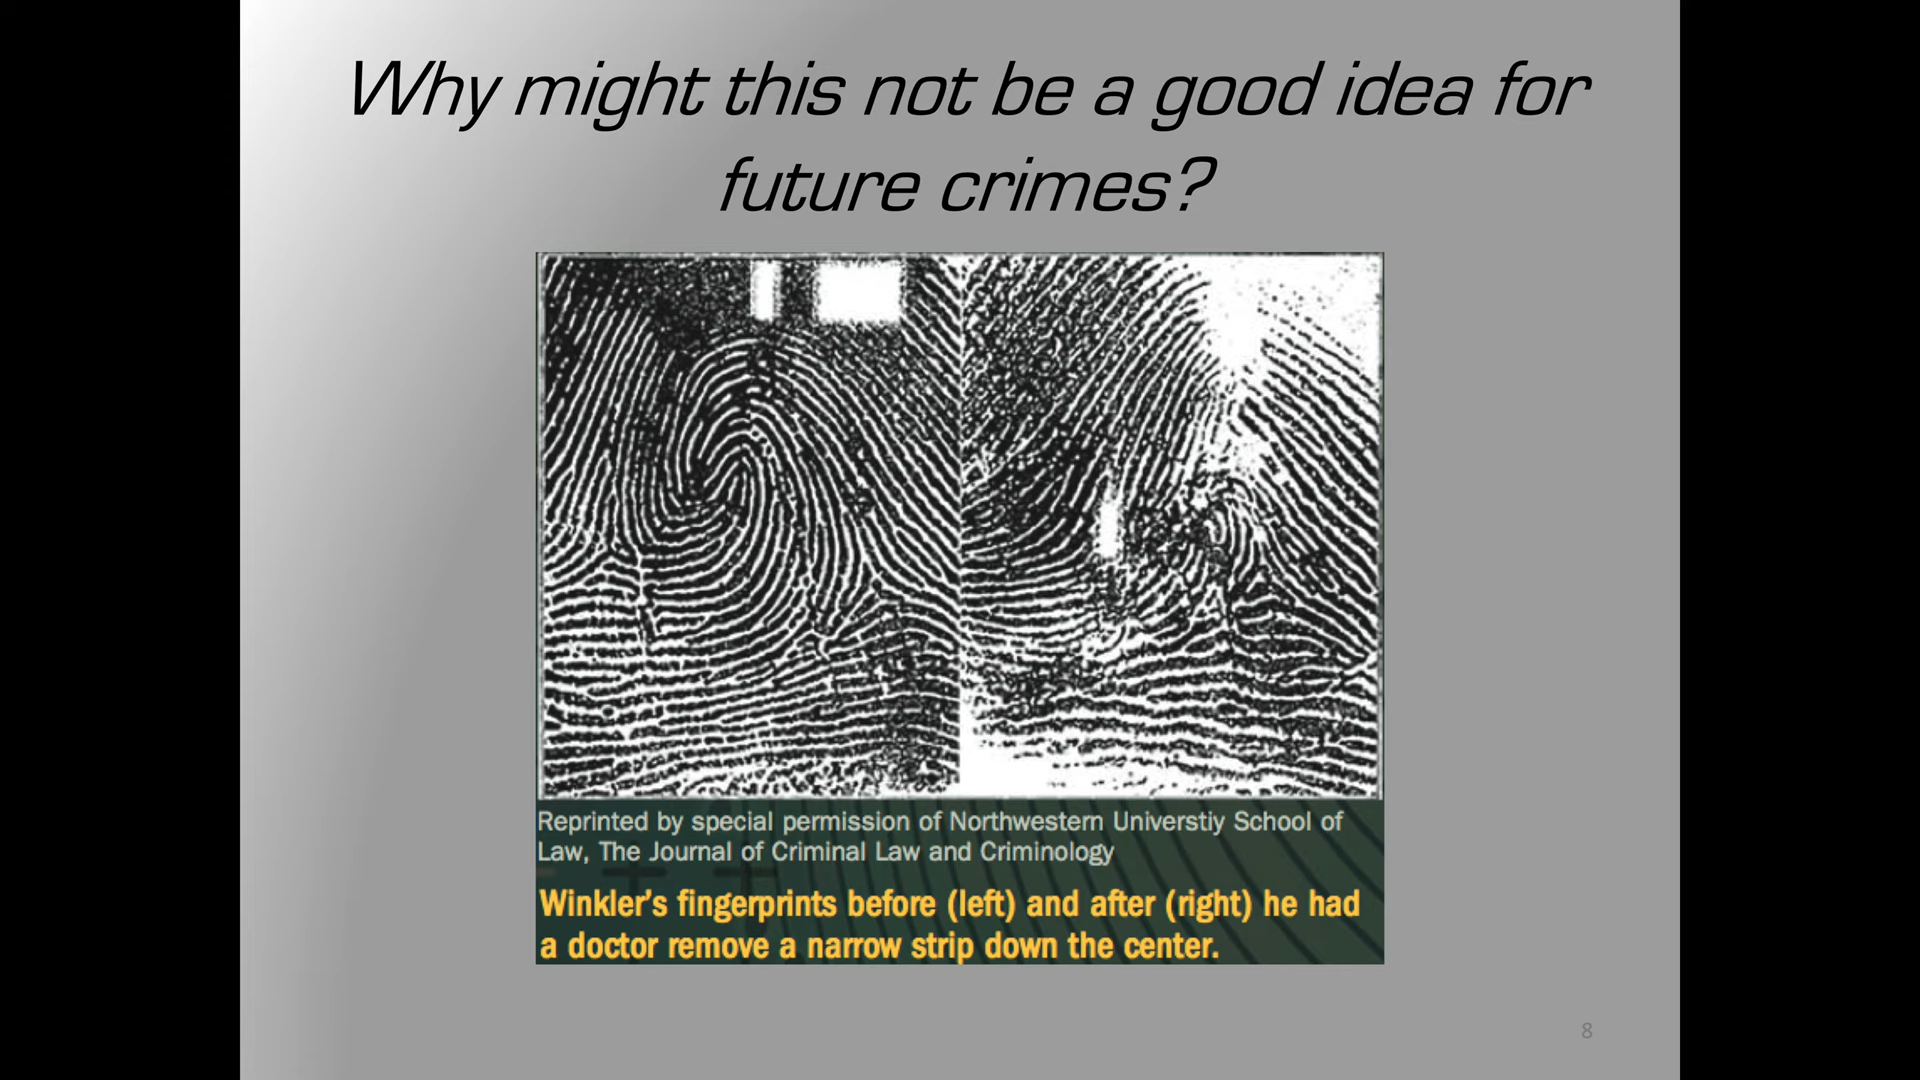 Why might this not be a good idea for
future crimes?
Reprinted by special permission of Northwestern Universtiy School of
Law, The Journal of Criminal Law and Criminology
Winkler's fingerprints before (left) and after (right) he had
a doctor remove a narrow strip down the center.
8